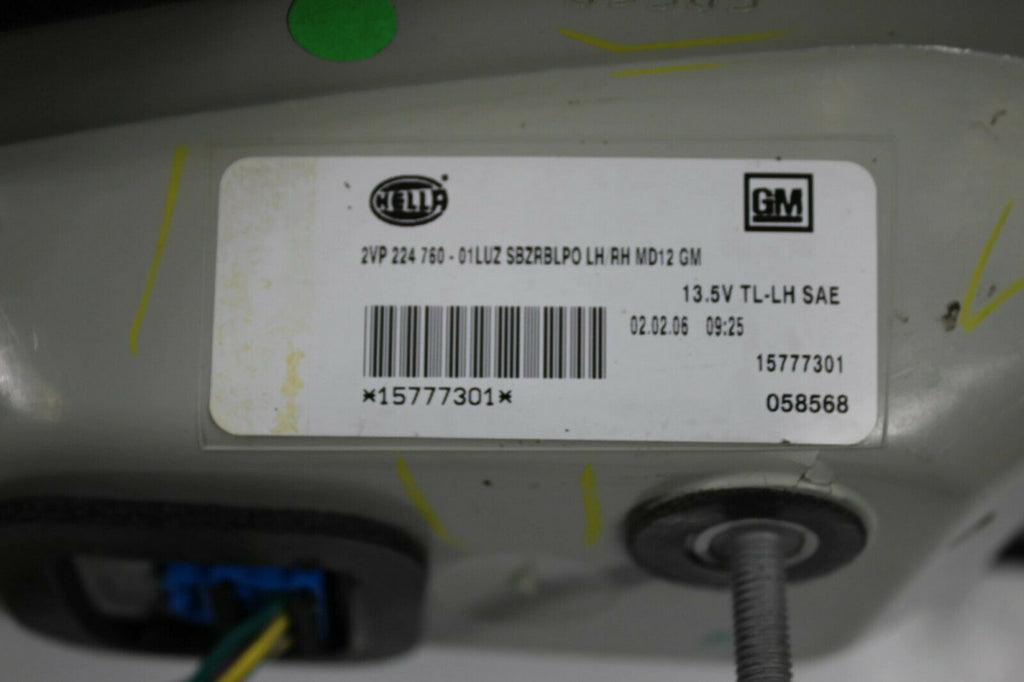 HELLA
GM
2VP 224 760 - 01LUZ SBZRBLPO LH/RH MD12 GM
13.5V TL-LH SAE
02.02.06 09:25
15777301
*15777301*
058568